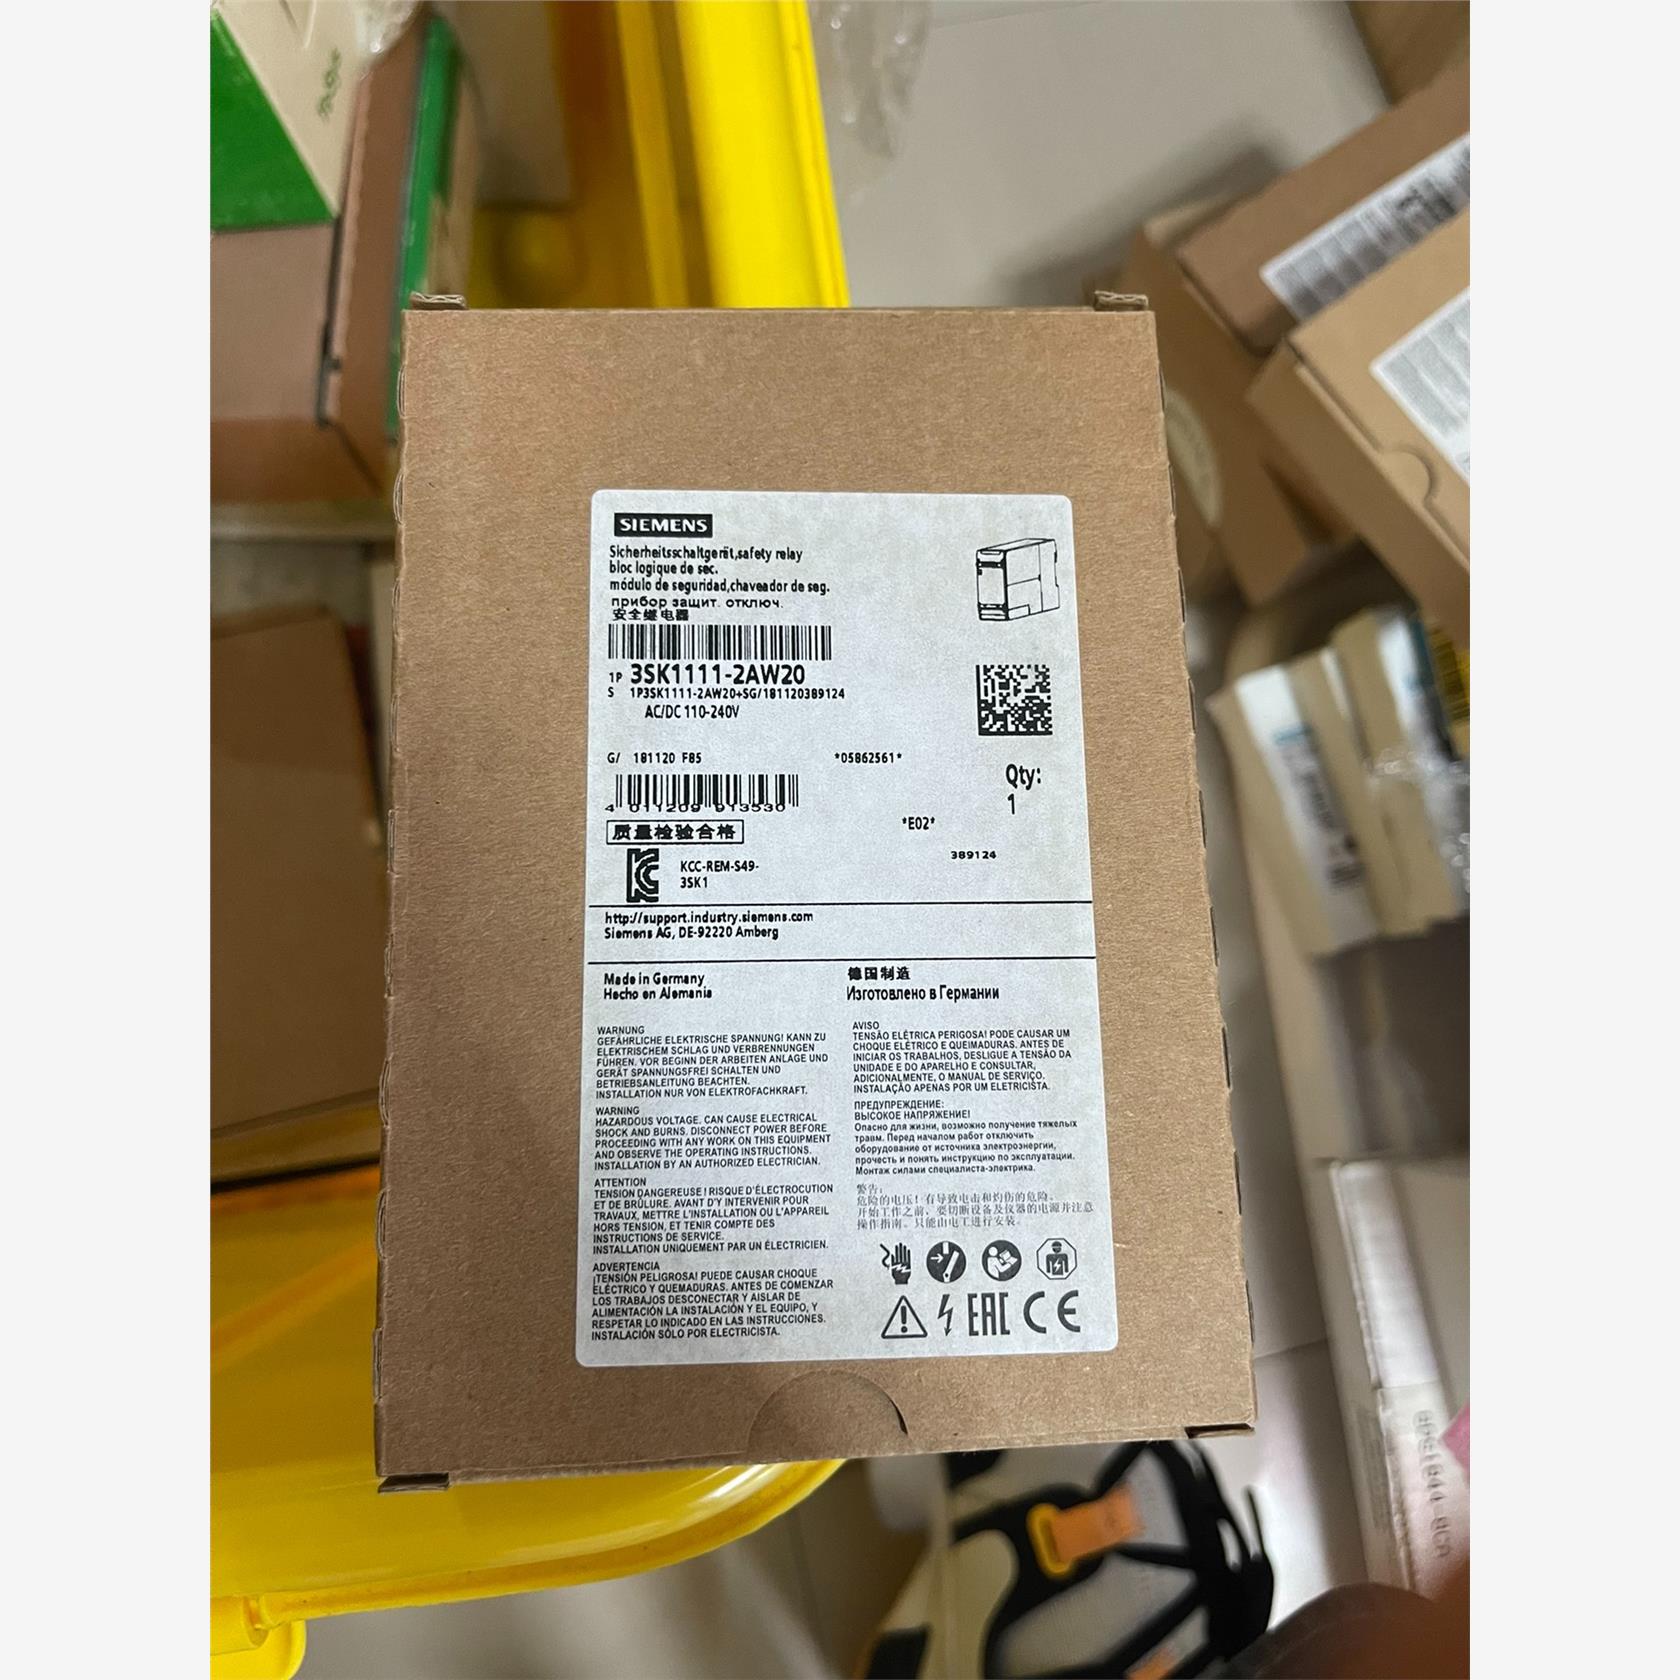 SIEMENS
Sicherheitsschaltgerät,safety relay
bloc logique de sec.
módulo de seguridad,chaveador de seg.
прибор защит. отключ.
安全继电器
1P 3SK1111-2AW20
S 1P3SK1111-2AW20+SG/181120389124
AC/DC 110-240V
G/ 181120 F85 *05862561*
Qty:
1
4 011209 913530
质量检验合格
*E02*
389124
KCC-REM-S49-
3SK1
http://support.industry.siemens.com
Siemens AG, DE-92220 Amberg
Made in Germany
Hecho en Alemania
德国制造
Изготовлено в Германии
WARNUNG
GEFÄHRLICHE ELEKTRISCHE SPANNUNG! KANN ZU
ELEKTRISCHEM SCHLAG UND VERBRENNUNGEN
FÜHREN. VOR BEGINN DER ARBEITEN ANLAGE UND
GERÄT SPANNUNGSFREI SCHALTEN UND
BETRIEBSANLEITUNG BEACHTEN.
INSTALLATION NUR VON ELEKTROFACHKRAFT.
WARNING
HAZARDOUS VOLTAGE. CAN CAUSE ELECTRICAL
SHOCK AND BURNS. DISCONNECT POWER BEFORE
PROCEEDING WITH ANY WORK ON THIS EQUIPMENT
AND OBSERVE THE OPERATING INSTRUCTIONS.
INSTALLATION BY AN AUTHORIZED ELECTRICIAN.
ATTENTION
TENSION DANGEREUSE ! RISQUE D'ÉLECTROCUTION
ET DE BRÛLURE. AVANT D'Y INTERVENIR POUR
TRAVAUX, METTRE L'INSTALLATION OU L'APPAREIL
HORS TENSION, ET TENIR COMPTE DES
INSTRUCTIONS DE SERVICE.
INSTALLATION UNIQUEMENT PAR UN ÉLECTRICIEN.
ADVERTENCIA
¡TENSIÓN PELIGROSA! PUEDE CAUSAR CHOQUE
ELÉCTRICO Y QUEMADURAS. ANTES DE COMENZAR
LOS TRABAJOS DESCONECTAR Y AISLAR DE
ALIMENTACIÓN LA INSTALACIÓN Y EL EQUIPO, Y
RESPETAR LO INDICADO EN LAS INSTRUCCIONES.
INSTALACIÓN SÓLO POR ELECTRICISTA.
AVISO
TENSÃO ELÉTRICA PERIGOSA! PODE CAUSAR UM
CHOQUE ELÉTRICO E QUEIMADURAS. ANTES DE
INICIAR OS TRABALHOS, DESLIGUE A TENSÃO DA
UNIDADE E DO APARELHO E CONSULTAR,
ADICIONALMENTE, O MANUAL DE SERVIÇO.
INSTALAÇÃO APENAS POR UM ELETRICISTA.
ПРЕДУПРЕЖДЕНИЕ:
ВЫСОКОЕ НАПРЯЖЕНИЕ!
Опасно для жизни, возможно получение тяжелых
травм. Перед началом работ отключить
оборудование от источника электроэнергии,
прочесть и понять инструкцию по эксплуатации.
Монтаж силами специалиста-электрика.
警告:
危险的电压! 有导致电击和灼伤的危险。
开始工作之前, 要切断设备及仪器的电源并注意
操作指南。只能由电工进行安装。
EAC CE